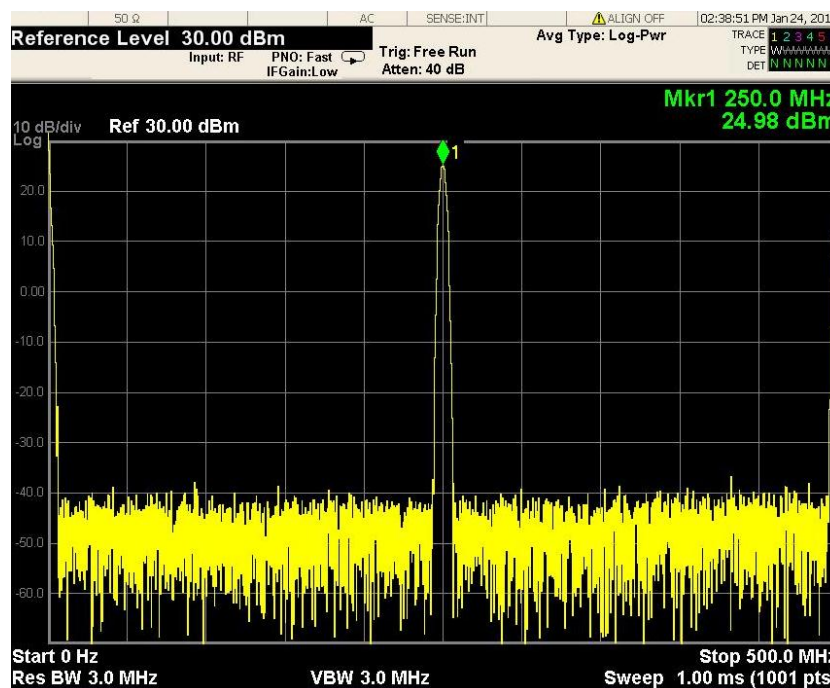 50 Ω AC SENSE:INT ALIGN OFF 02:38:51 PM Jan 24, 201
Reference Level 30.00 dBm Avg Type: Log-Pwr TRACE 1 2 3 4 5
Input: RF PNO: Fast Trig: Free Run TYPE
IFGain:Low Atten: 40 dB DET N N N N N
Mkr1 250.0 MHz
10 dB/div Ref 30.00 dBm 24.98 dBm
Log
1
20.0
10.0
0.00
-10.0
-20.0
-30.0
-40.0
-50.0
-60.0
Start 0 Hz Stop 500.0 MHz
Res BW 3.0 MHz VBW 3.0 MHz Sweep 1.00 ms (1001 pts